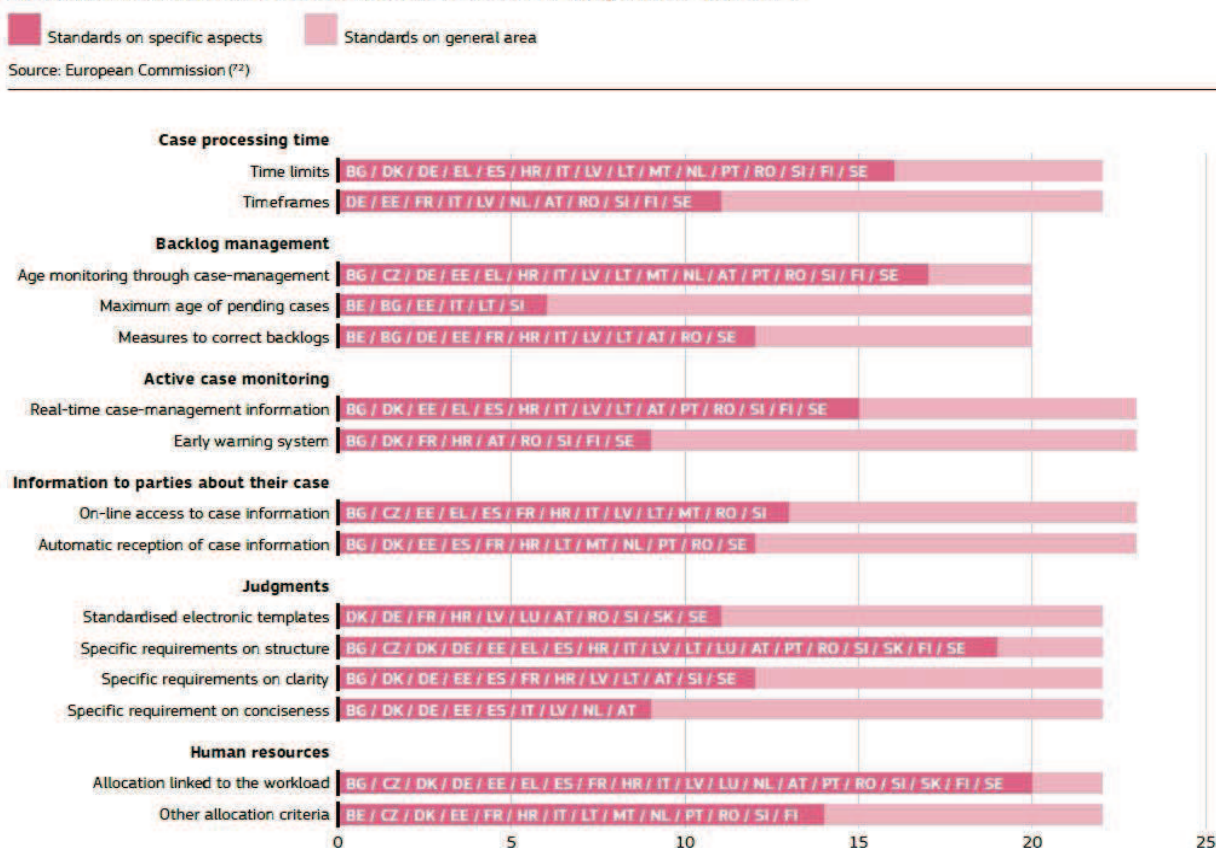 Standards on specific aspects Standards on general area
Source: European Commission (72)
Case processing time
Time limits BG / DK / DE / EL / ES / HR / IT / LV / LT / MT / NL / PT / RO / SI / FI / SE
Timeframes DE / EE / FR / IT / LV / NL / AT / RO / SI / FI / SE
Backlog management
Age monitoring through case-management BG / CZ / DE / EE / EL / HR / IT / LV / LT / MT / NL / AT / PT / RO / SI / FI / SE
Maximum age of pending cases BE / BG / EE / IT / LT / SI
Measures to correct backlogs BE / BG / DE / EE / FR / HR / IT / LV / LT / AT / RO / SE
Active case monitoring
Real-time case-management information BG / DK / EE / EL / ES / HR / IT / LV / LT / AT / PT / RO / SI / FI / SE
Early warning system BG / DK / FR / HR / AT / RO / SI / FI / SE
Information to parties about their case
On-line access to case information BG / CZ / EE / EL / ES / FR / HR / IT / LV / LT / MT / RO / SI
Automatic reception of case information BG / DK / EE / ES / FR / HR / LT / MT / NL / PT / RO / SE
Judgments
Standardised electronic templates DK / DE / FR / HR / LV / LU / AT / RO / SI / SK / SE
Specific requirements on structure BG / CZ / DK / DE / EE / EL / ES / HR / IT / LV / LT / LU / AT / PT / RO / SI / SK / FI / SE
Specific requirements on clarity BG / DK / DE / EE / ES / FR / HR / LV / LT / AT / SI / SE
Specific requirement on conciseness BG / DK / DE / EE / ES / IT / LV / NL / AT
Human resources
Allocation linked to the workload BG / CZ / DK / DE / EE / EL / ES / FR / HR / IT / LV / LU / NL / AT / PT / RO / SI / SK / FI / SE
Other allocation criteria BE / CZ / DK / EE / FR / HR / IT / LT / MT / NL / PT / RO / SI / FI
0 5 10 15 20 25